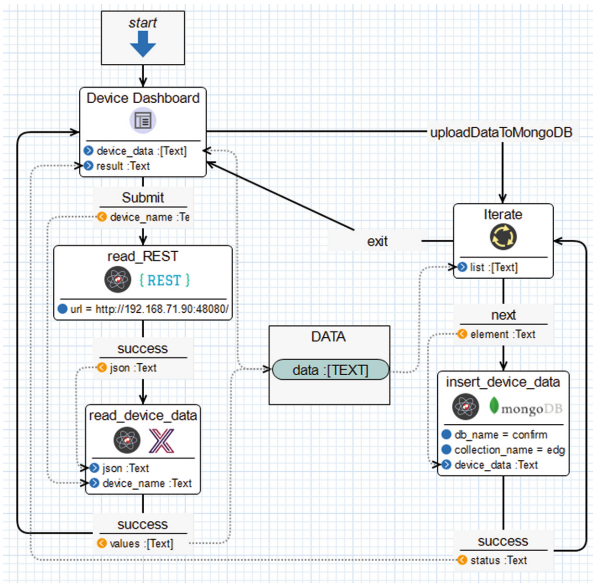 start
Device Dashboard
device_data :[Text]
result :Text
uploadDataToMongoDB
Submit
device_name :Te
Iterate
list :[Text]
exit
read_REST
{ REST }
url = http://192.168.71.90:48080/
next
element :Text
DATA
data :[TEXT]
success
json :Text
insert_device_data
mongoDB
db_name = confirm
collection_name = edg
device_data :Text
read_device_data
json :Text
device_name :Text
success
values :[Text]
success
status :Text